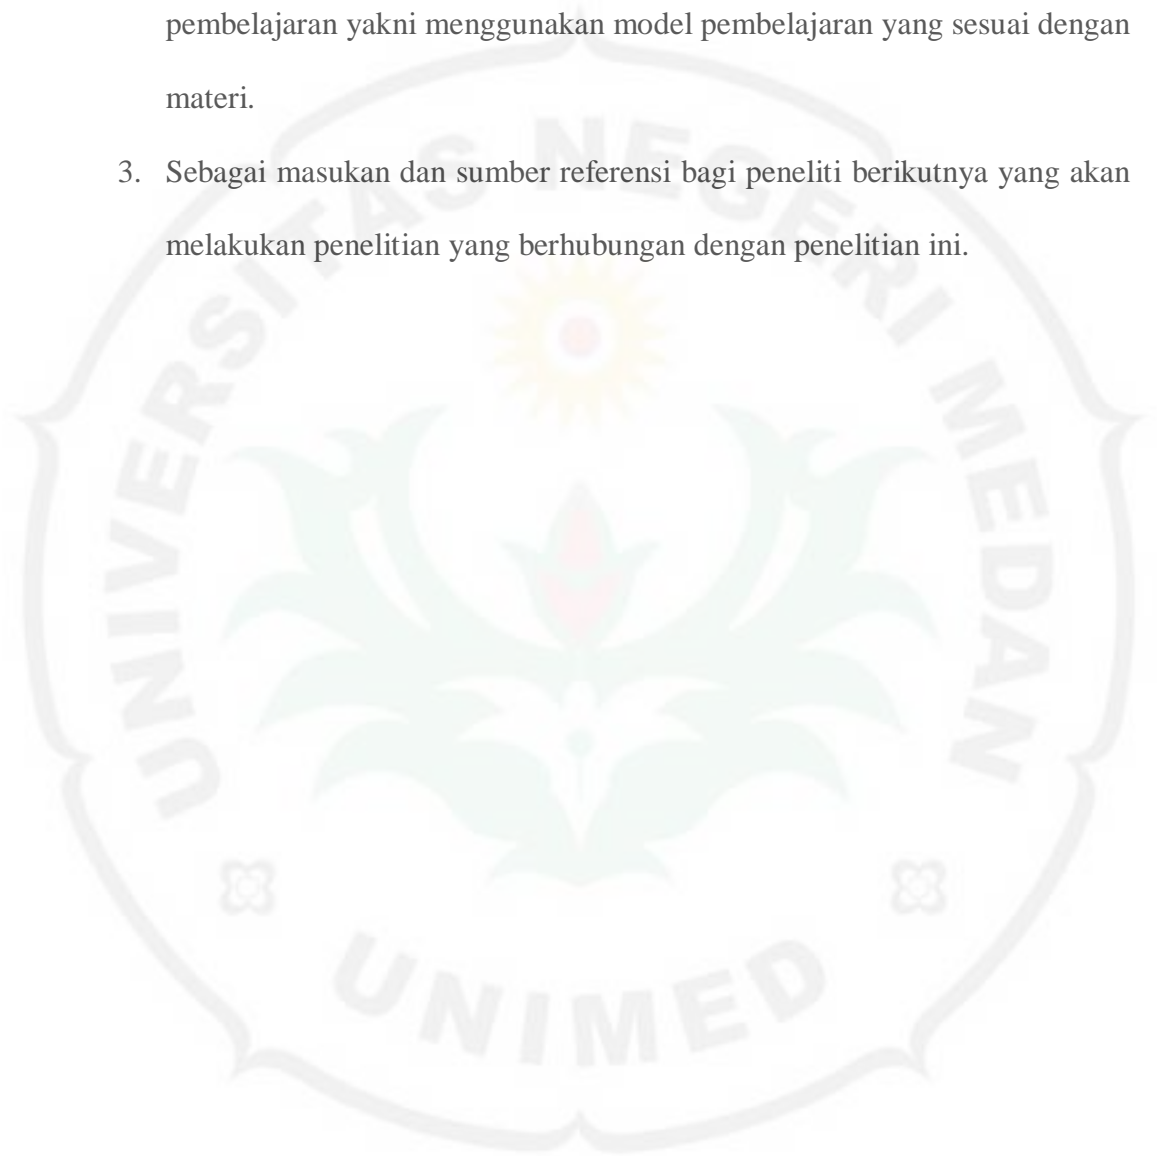 pembelajaran yakni menggunakan model pembelajaran yang sesuai dengan
materi.
3. Sebagai masukan dan sumber referensi bagi peneliti berikutnya yang akan
melakukan penelitian yang berhubungan dengan penelitian ini.
UNIVERSITAS NEGERI MEDAN
UNIMED